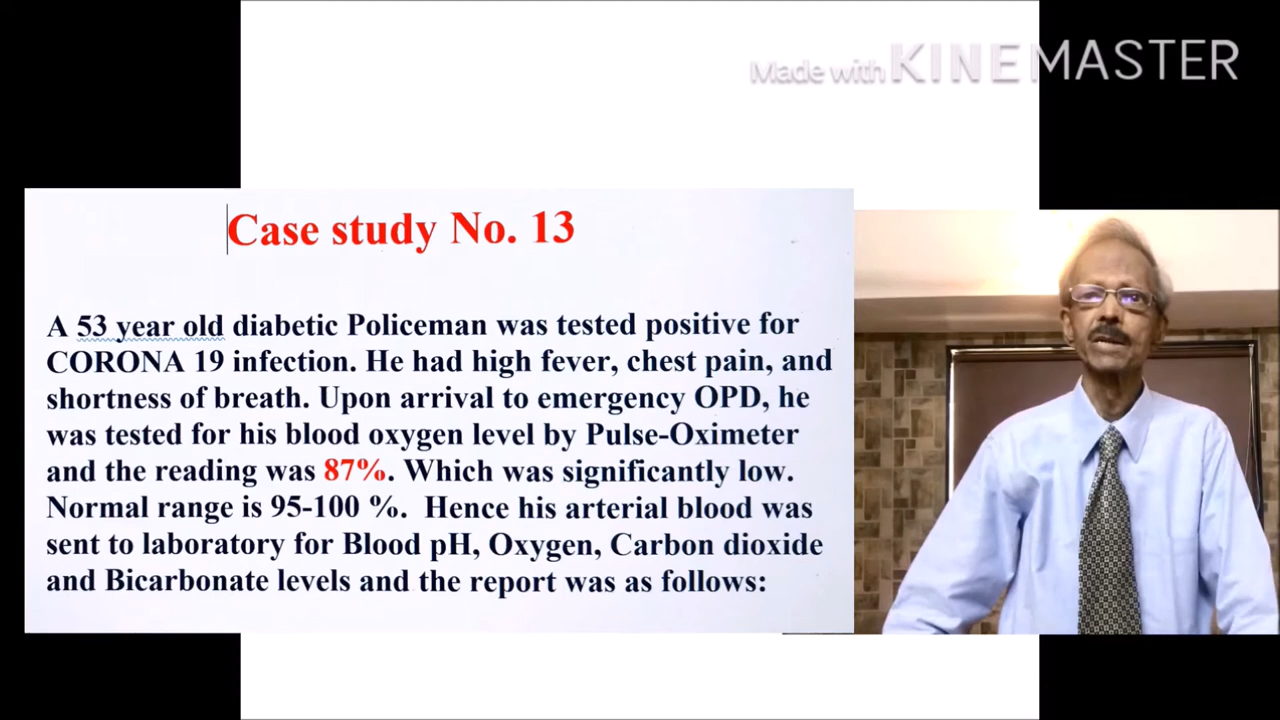 Made with KINEMASTER
Case study No. 13
A 53 year old diabetic Policeman was tested positive for
CORONA 19 infection. He had high fever, chest pain, and
shortness of breath. Upon arrival to emergency OPD, he
was tested for his blood oxygen level by Pulse-Oximeter
and the reading was 87%. Which was significantly low.
Normal range is 95-100 %. Hence his arterial blood was
sent to laboratory for Blood pH, Oxygen, Carbon dioxide
and Bicarbonate levels and the report was as follows: